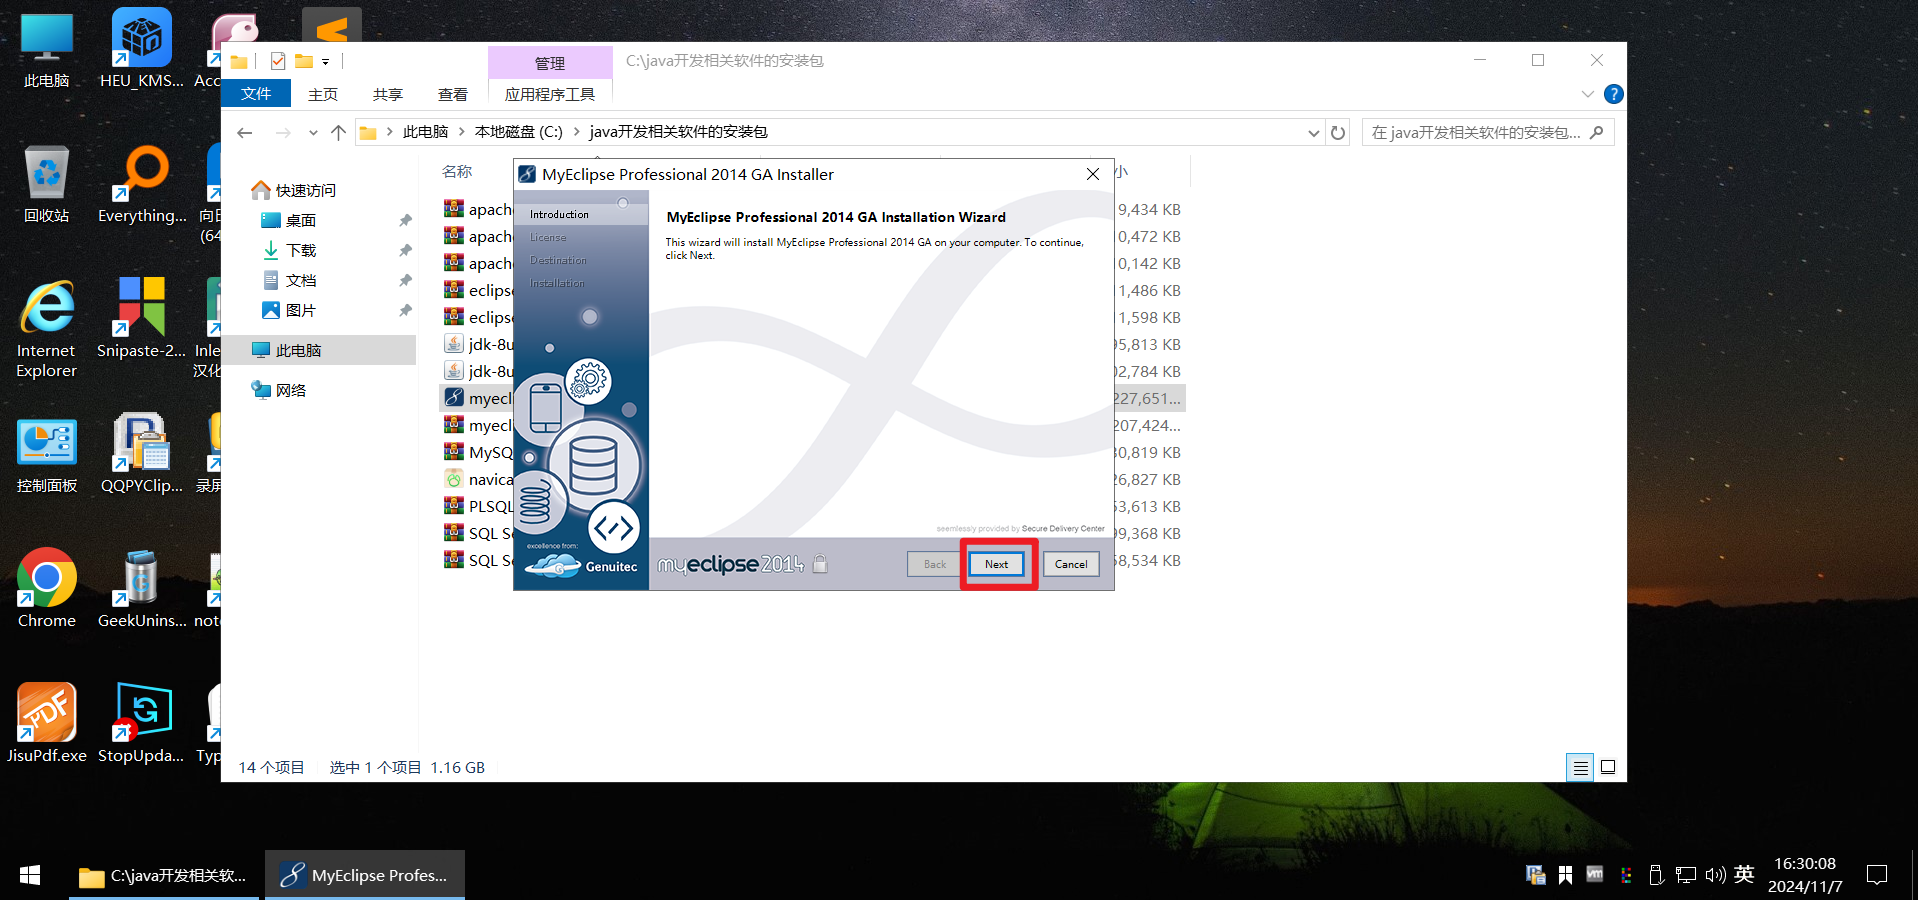 此电脑
HEU_KMS...
Acc
回收站
Everything...
向日
(64
Internet
Explorer
Snipaste-2...
Inle
汉化
控制面板
QQPYClip...
录屏
Chrome
GeekUnins...
note
JisuPdf.exe
StopUpda...
Typ
管理
C:\java开发相关软件的安装包
文件
主页
共享
查看
应用程序工具
此电脑
本地磁盘 (C:)
java开发相关软件的安装包
在 java开发相关软件的安装包...
快速访问
桌面
下载
文档
图片
此电脑
网络
名称
小
apach
9,434 KB
apach
0,472 KB
apach
0,142 KB
eclipse
1,486 KB
eclipse
1,598 KB
jdk-8u
95,813 KB
jdk-8u
02,784 KB
myecl
227,651...
myecl
207,424...
MySQ
30,819 KB
navica
26,827 KB
PLSQL
53,613 KB
SQL Se
99,368 KB
SQL Se
58,534 KB
MyEclipse Professional 2014 GA Installer
Introduction
License
Destination
Installation
MyEclipse Professional 2014 GA Installation Wizard
This wizard will install MyEclipse Professional 2014 GA on your computer. To continue,
click Next.
seemlessly provided by Secure Delivery Center
excellence from:
Genuitec
myeclipse2014
Back
Next
Cancel
14 个项目
选中 1 个项目 1.16 GB
C:\java开发相关软...
MyEclipse Profes...
英
16:30:08
2024/11/7